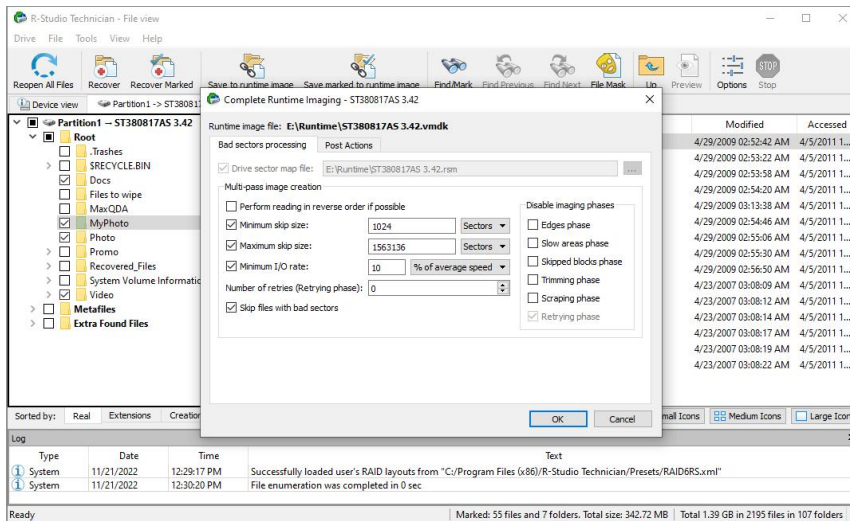 R-Studio Technician - File view
Drive File Tools View Help
Reopen All Files Recover Recover Marked Save to runtime image Save marked to runtime image Find/Mark Find Previous Find Next File Mask Up Preview Options Stop
STOP
Device view Partition1 -> ST38081
Complete Runtime Imaging - ST380817AS 3.42
Runtime image file: E:\Runtime\ST380817AS 3.42.vmdk
Bad sectors processing Post Actions
Drive sector map file: E:\Runtime\ST380817AS 3.42.rsm ...
Multi-pass image creation
Perform reading in reverse order if possible
Minimum skip size: 1024 Sectors
Maximum skip size: 1563136 Sectors
Minimum I/O rate: 10 % of average speed
Number of retries (Retrying phase): 0
Skip files with bad sectors
Disable imaging phases
Edges phase
Slow areas phase
Skipped blocks phase
Trimming phase
Scraping phase
Retrying phase
OK Cancel
Partition1 -- ST380817AS 3.42
Root
.Trashes
$RECYCLE.BIN
Docs
Files to wipe
MaxQDA
MyPhoto
Photo
Promo
Recovered_Files
System Volume Informatic
Video
Metafiles
Extra Found Files
Modified Accessed
4/29/2009 02:52:42 AM 4/5/2011 1...
4/29/2009 02:53:22 AM 4/5/2011 1...
4/29/2009 02:53:58 AM 4/5/2011 1...
4/29/2009 02:54:20 AM 4/5/2011 1...
4/29/2009 03:13:38 AM 4/5/2011 1...
4/29/2009 02:54:46 AM 4/5/2011 1...
4/29/2009 02:55:06 AM 4/5/2011 1...
4/29/2009 02:55:30 AM 4/5/2011 1...
4/29/2009 02:56:50 AM 4/5/2011 1...
4/23/2007 03:08:09 AM 4/5/2011 1...
4/23/2007 03:08:12 AM 4/5/2011 1...
4/23/2007 03:08:14 AM 4/5/2011 1...
4/23/2007 03:08:17 AM 4/5/2011 1...
4/23/2007 03:08:19 AM 4/5/2011 1...
4/23/2007 03:08:22 AM 4/5/2011 1...
Sorted by: Real Extensions Creation mall Icons Medium Icons Large Icon
Log
Type Date Time Text
System 11/21/2022 12:29:17 PM Successfully loaded user's RAID layouts from "C:/Program Files (x86)/R-Studio Technician/Presets/RAID6RS.xml"
System 11/21/2022 12:30:20 PM File enumeration was completed in 0 sec
Ready Marked: 55 files and 7 folders. Total size: 342.72 MB Total 1.39 GB in 2195 files in 107 folders